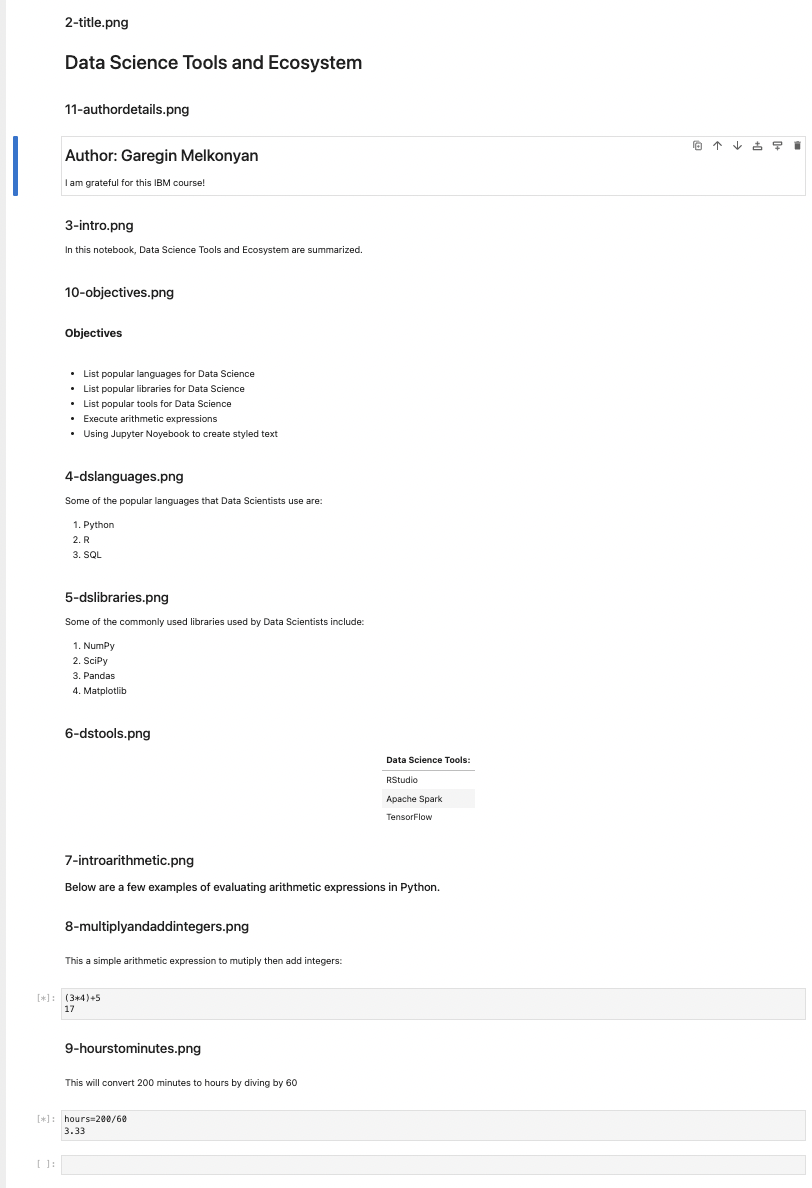 2-title.png
Data Science Tools and Ecosystem
11-authordetails.png
Author: Garegin Melkonyan
I am grateful for this IBM course!
3-intro.png
In this notebook, Data Science Tools and Ecosystem are summarized.
10-objectives.png
Objectives
• List popular languages for Data Science
• List popular libraries for Data Science
• List popular tools for Data Science
• Execute arithmetic expressions
• Using Jupyter Noyebook to create styled text
4-dslanguages.png
Some of the popular languages that Data Scientists use are:
1. Python
2. R
3. SQL
5-dslibraries.png
Some of the commonly used libraries used by Data Scientists include:
1. NumPy
2. SciPy
3. Pandas
4. Matplotlib
6-dstools.png
Data Science Tools:
RStudio
Apache Spark
TensorFlow
7-introarithmetic.png
Below are a few examples of evaluating arithmetic expressions in Python.
8-multiplyandaddintegers.png
This a simple arithmetic expression to mutiply then add integers:
[*]: (3*4)+5
17
9-hourstominutes.png
This will convert 200 minutes to hours by diving by 60
[*]: hours=200/60
3.33
[ ]: